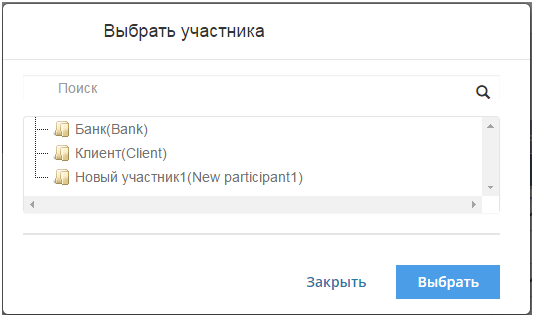 Выбрать участника
Поиск
Банк(Bank)
Клиент(Client)
Новый участник1(New participant1)
Закрыть
Выбрать